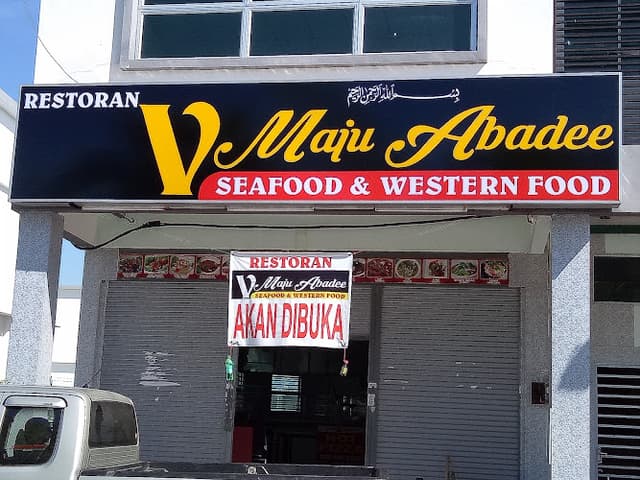 RESTORAN
بسم الله الرحمن الرحيم
V Maju Abadee
SEAFOOD & WESTERN FOOD
RESTORAN
V Maju Abadee
SEAFOOD & WESTERN FOOD
AKAN DIBUKA